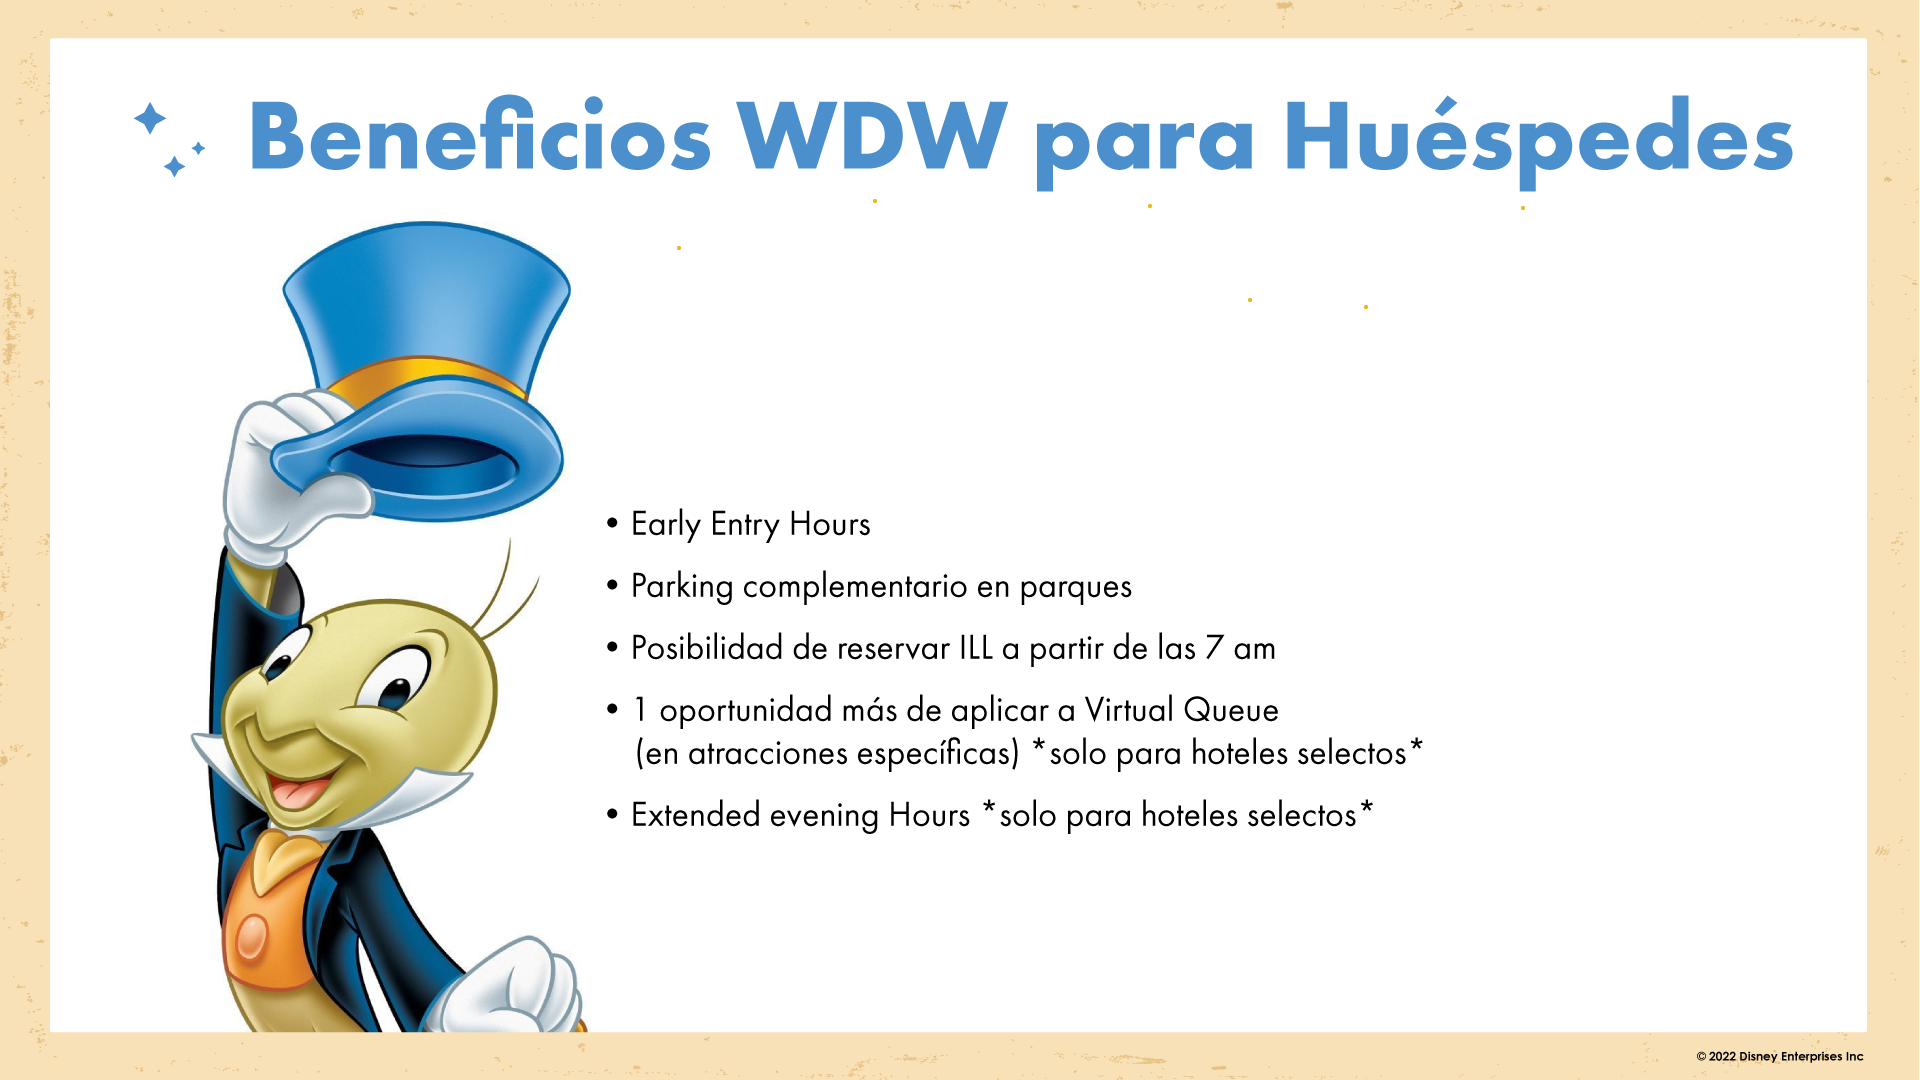 Beneficios WDW para Huéspedes
• Early Entry Hours
• Parking complementario en parques
• Posibilidad de reservar ILL a partir de las 7 am
• 1 oportunidad más de aplicar a Virtual Queue
(en atracciones específicas) *solo para hoteles selectos*
• Extended evening Hours *solo para hoteles selectos*
© 2022 Disney Enterprises Inc